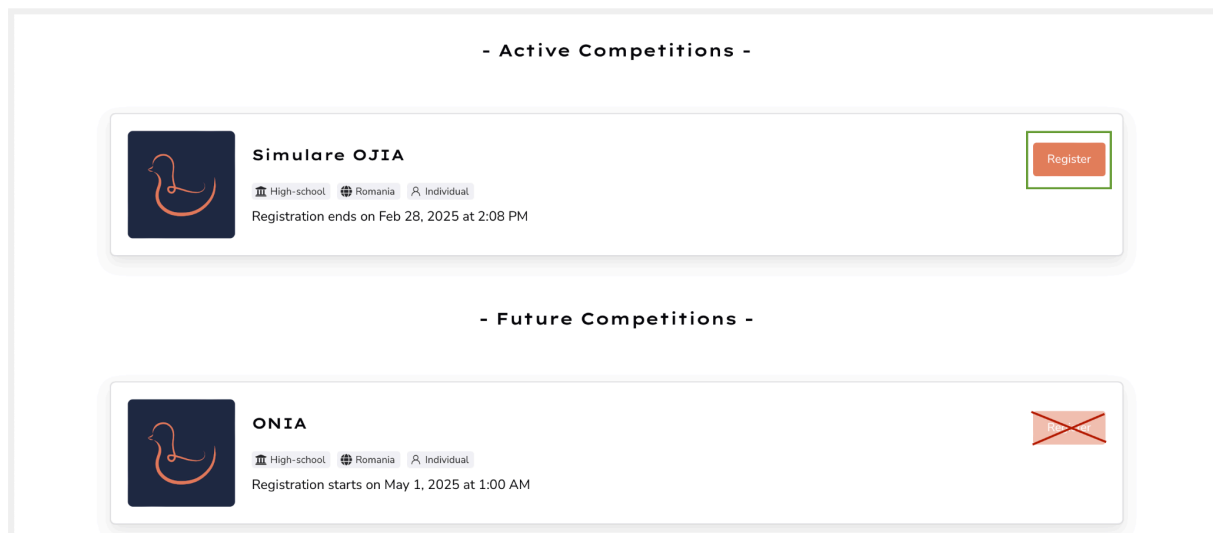 - Active Competitions -
Simulare OJIA
Register
High-school Romania Individual
Registration ends on Feb 28, 2025 at 2:08 PM
- Future Competitions -
ONIA
Register
High-school Romania Individual
Registration starts on May 1, 2025 at 1:00 AM